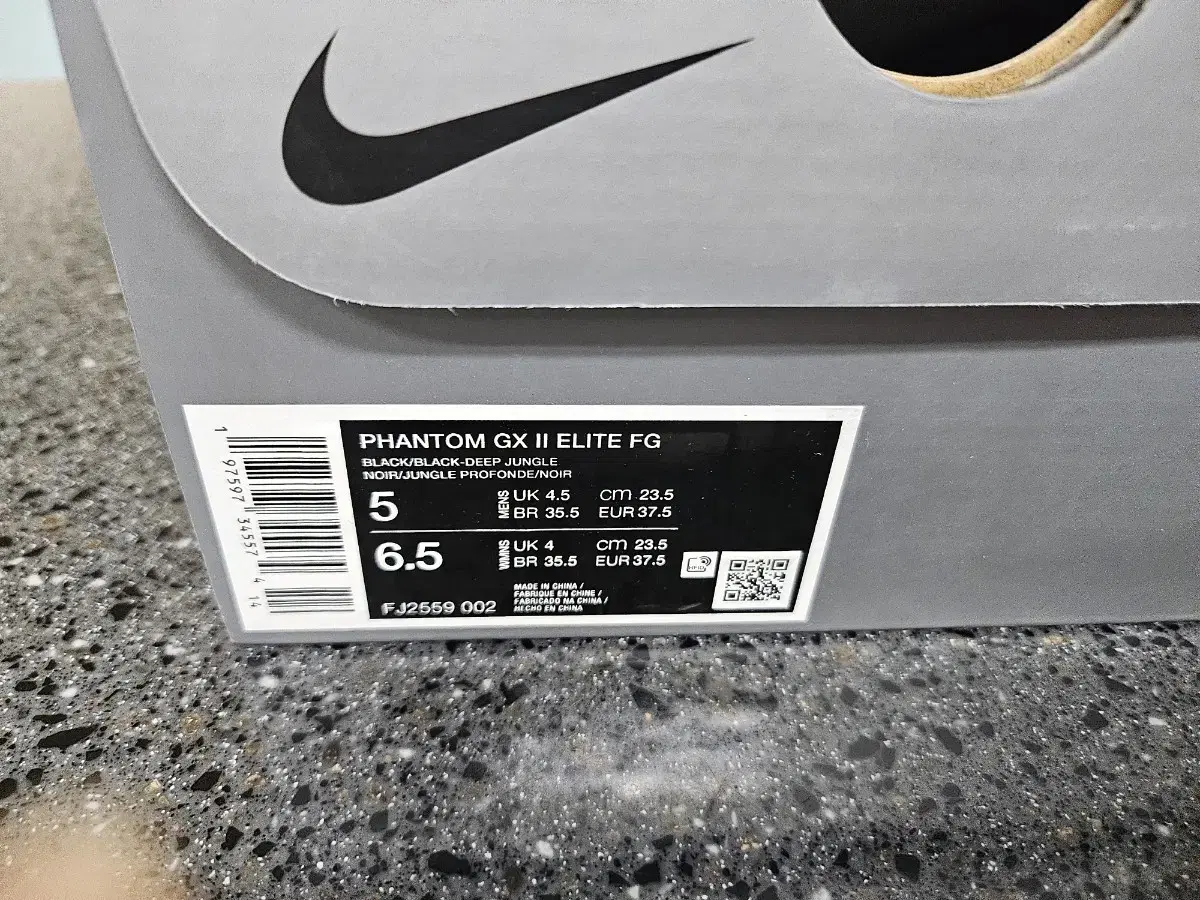 PHANTOM GX II ELITE FG
BLACK/BLACK-DEEP JUNGLE
NOIR/JUNGLE PROFONDE/NOIR
5 MENS UK 4.5 cm 23.5
BR 35.5 EUR 37.5
6.5 WMNS UK 4 cm 23.5
BR 35.5 EUR 37.5
RFID
FJ2559 002
MADE IN CHINA /
FABRIQUE EN CHINE /
FABRICADO NA CHINA /
HECHO EN CHINA
1 97597 34557 4 14